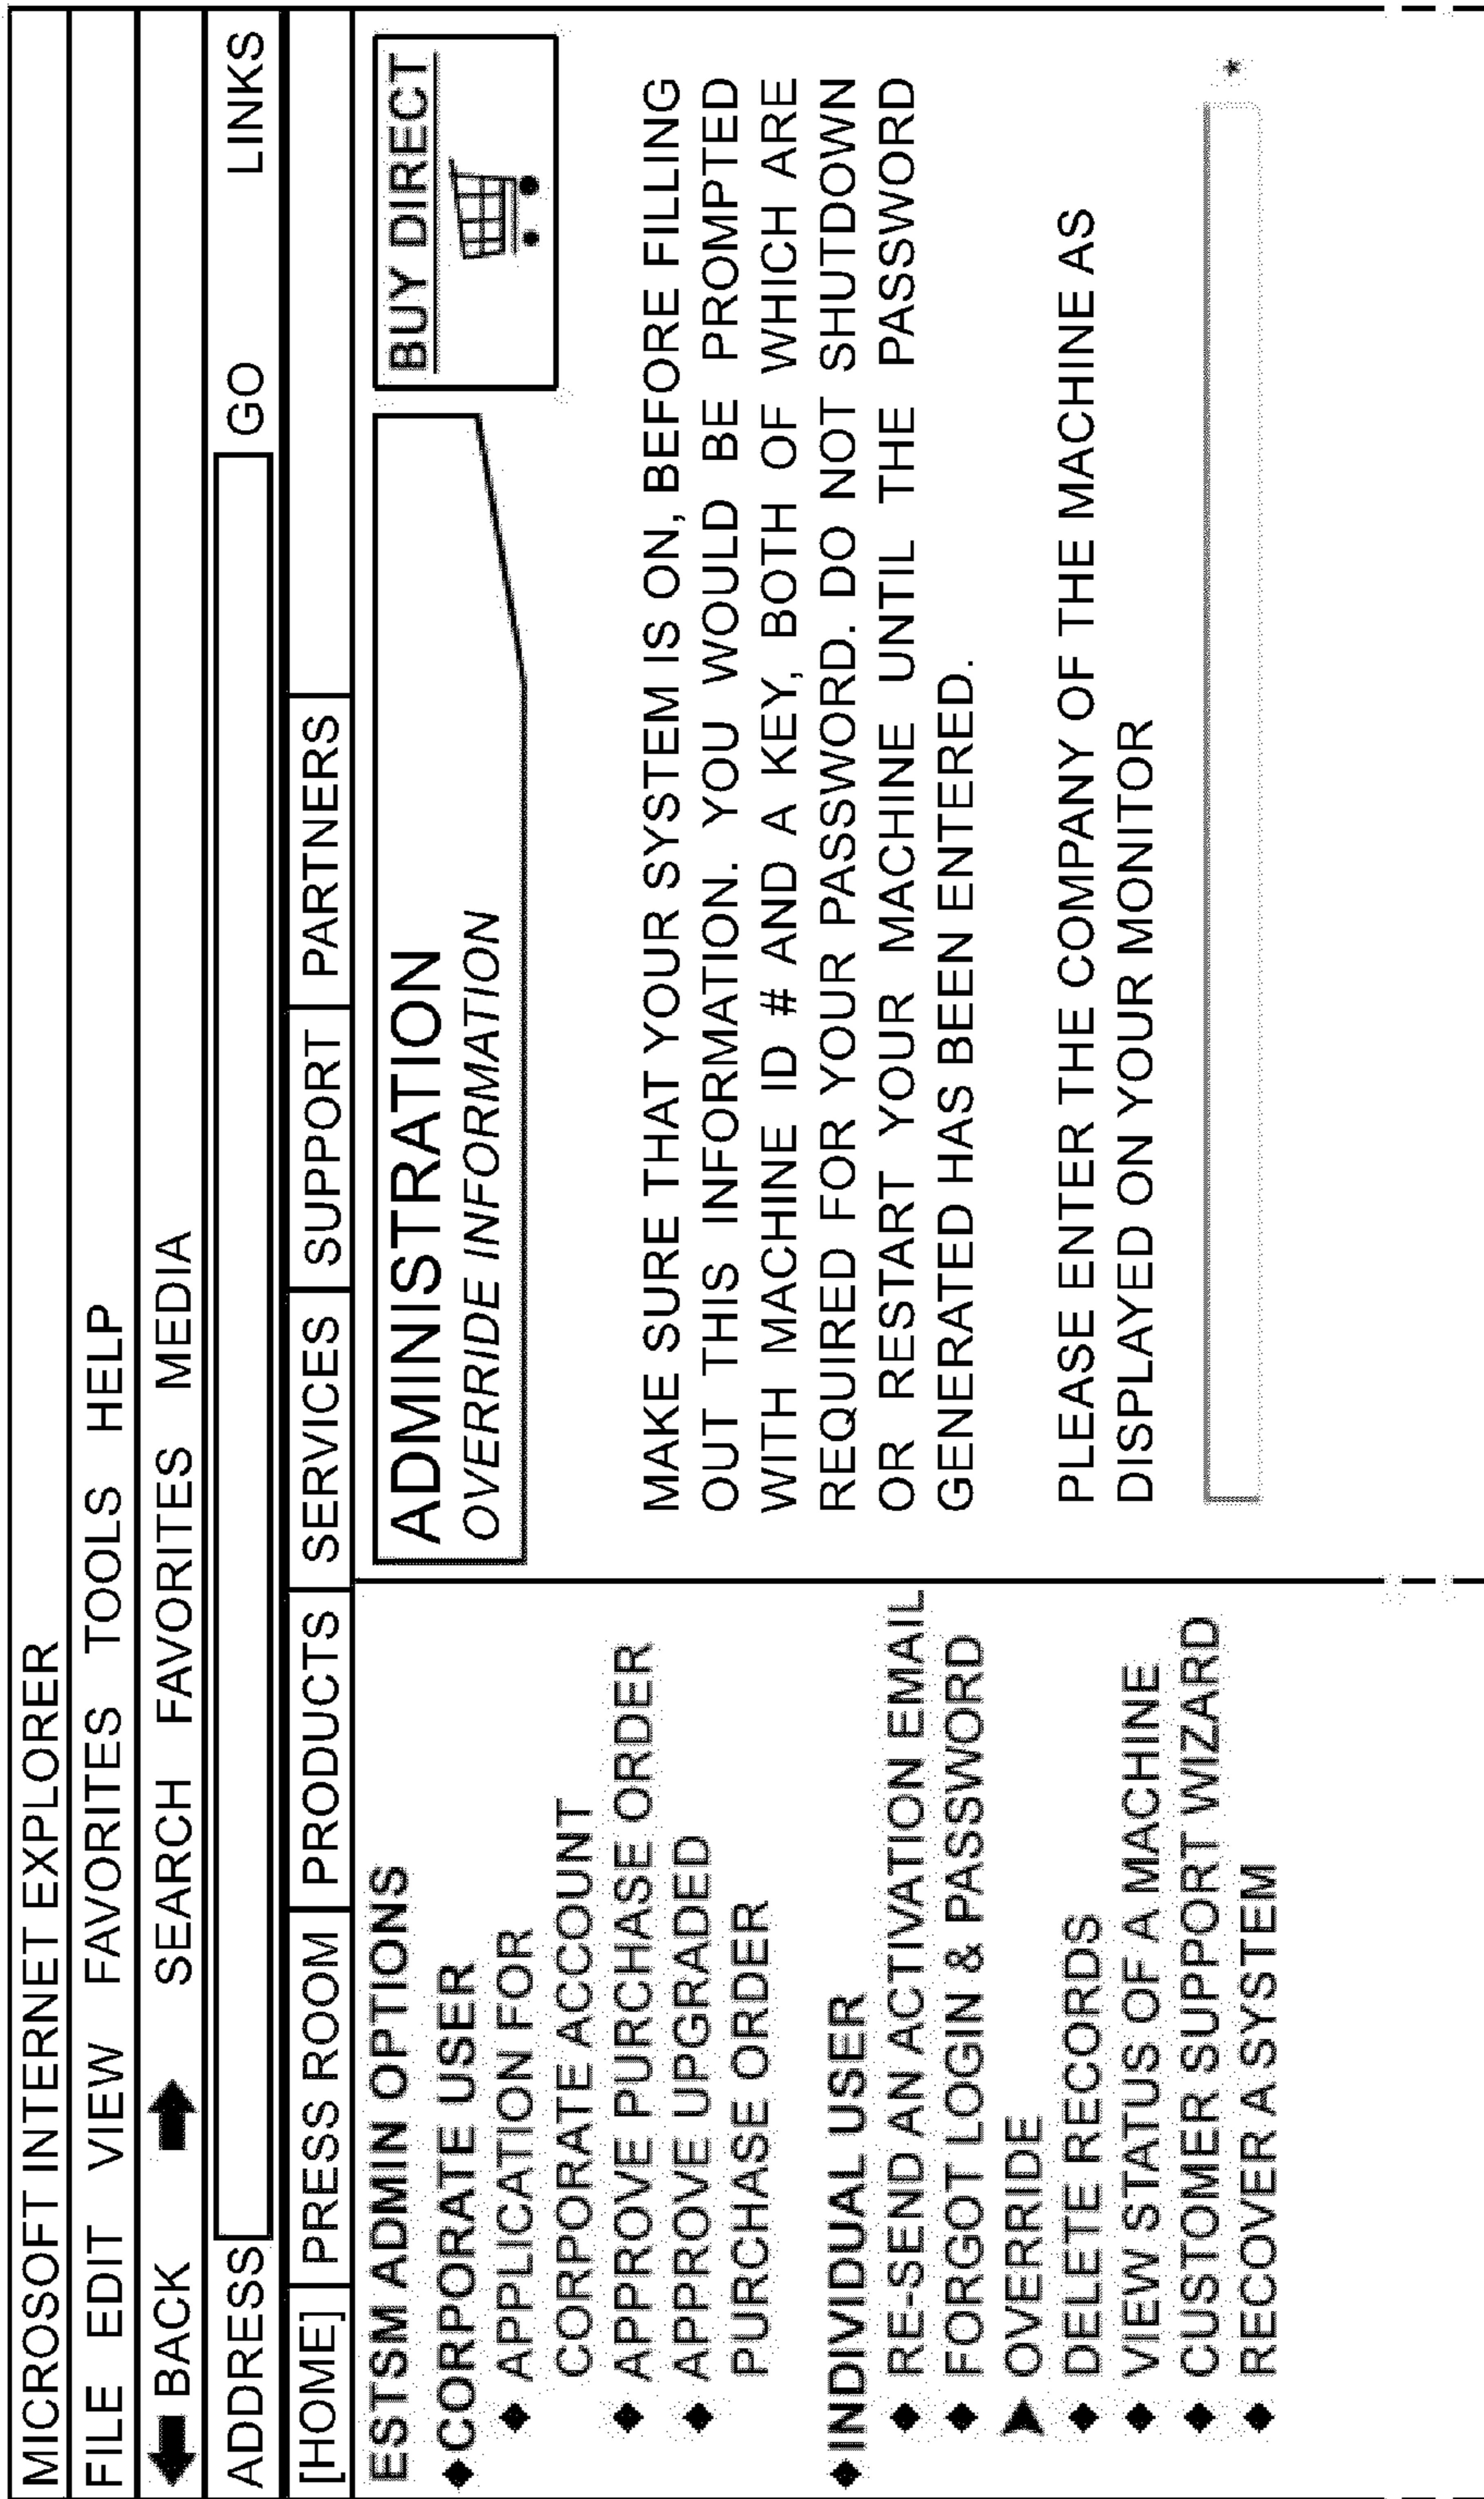 MICROSOFT INTERNET EXPLORER
FILE EDIT VIEW FAVORITES TOOLS HELP
BACK SEARCH FAVORITES MEDIA
ADDRESS GO LINKS
[HOME] PRESS ROOM PRODUCTS SERVICES SUPPORT PARTNERS
ESTSM ADMIN OPTIONS
CORPORATE USER
APPLICATION FOR
CORPORATE ACCOUNT
APPROVE PURCHASE ORDER
APPROVE UPGRADED
PURCHASE ORDER
INDIVIDUAL USER
RE-SEND AN ACTIVATION EMAIL
FORGOT LOGIN & PASSWORD
OVERRIDE
DELETE RECORDS
VIEW STATUS OF A MACHINE
CUSTOMER SUPPORT WIZARD
RECOVER A SYSTEM
ADMINISTRATION
OVERRIDE INFORMATION
BUY DIRECT
MAKE SURE THAT YOUR SYSTEM IS ON, BEFORE FILLING
OUT THIS INFORMATION. YOU WOULD BE PROMPTED
WITH MACHINE ID # AND A KEY, BOTH OF WHICH ARE
REQUIRED FOR YOUR PASSWORD. DO NOT SHUTDOWN
OR RESTART YOUR MACHINE UNTIL THE PASSWORD
GENERATED HAS BEEN ENTERED.
PLEASE ENTER THE COMPANY OF THE MACHINE AS
DISPLAYED ON YOUR MONITOR
*